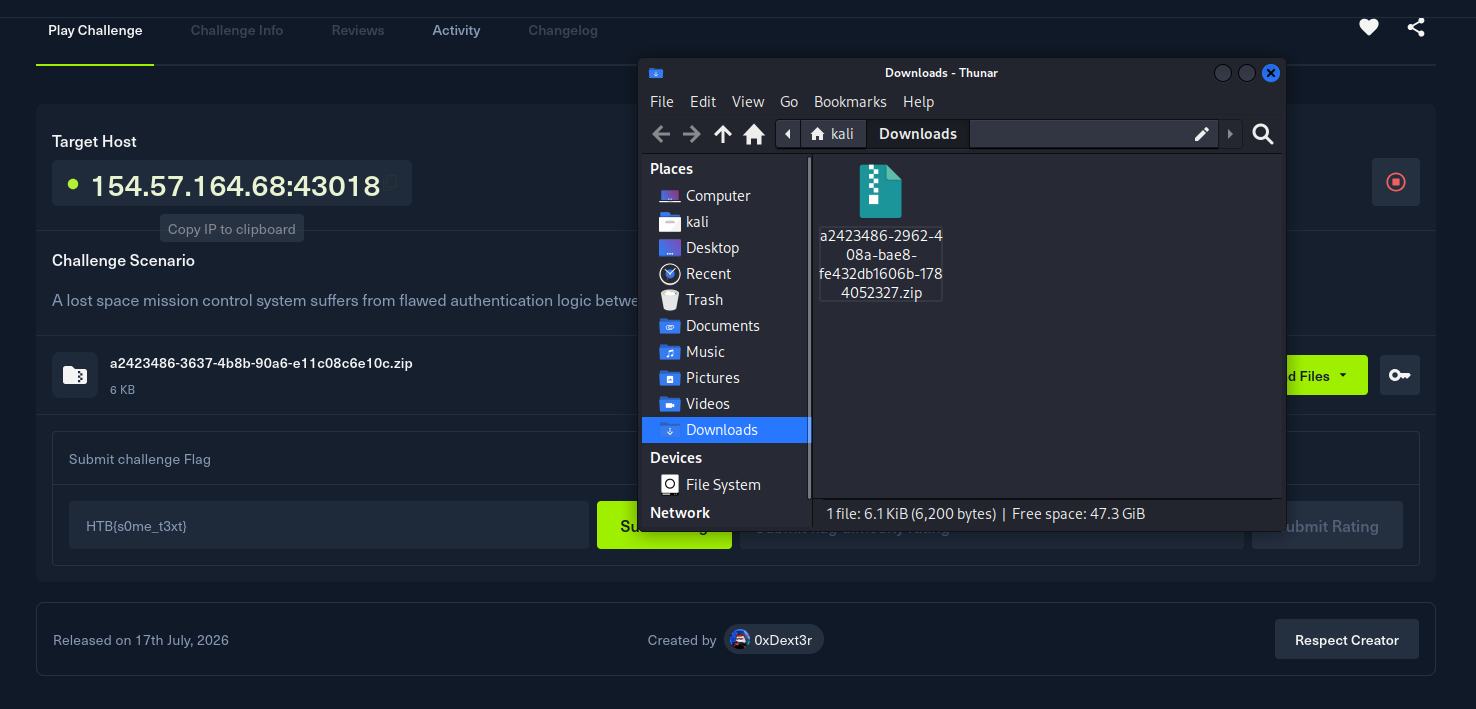 Play Challenge
Challenge Info
Reviews
Activity
Changelog
Target Host
154.57.164.68:43018
Copy IP to clipboard
Challenge Scenario
A lost space mission control system suffers from flawed authentication logic
a2423486-3637-4b8b-90a6-e11c08c6e10c.zip
6 KB
Files
Submit challenge Flag
HTB{s0me_t3xt}
Rating
Released on 17th July, 2026
Created by
0xDext3r
Respect Creator
Downloads - Thunar
File
Edit
View
Go
Bookmarks
Help
kali
Downloads
Places
Computer
kali
Desktop
Recent
Trash
Documents
Music
Pictures
Videos
Downloads
Devices
File System
Network
a2423486-2962-4
08a-bae8-
fe432db1606b-178
4052327.zip
1 file: 6.1 KiB (6,200 bytes) | Free space: 47.3 GiB